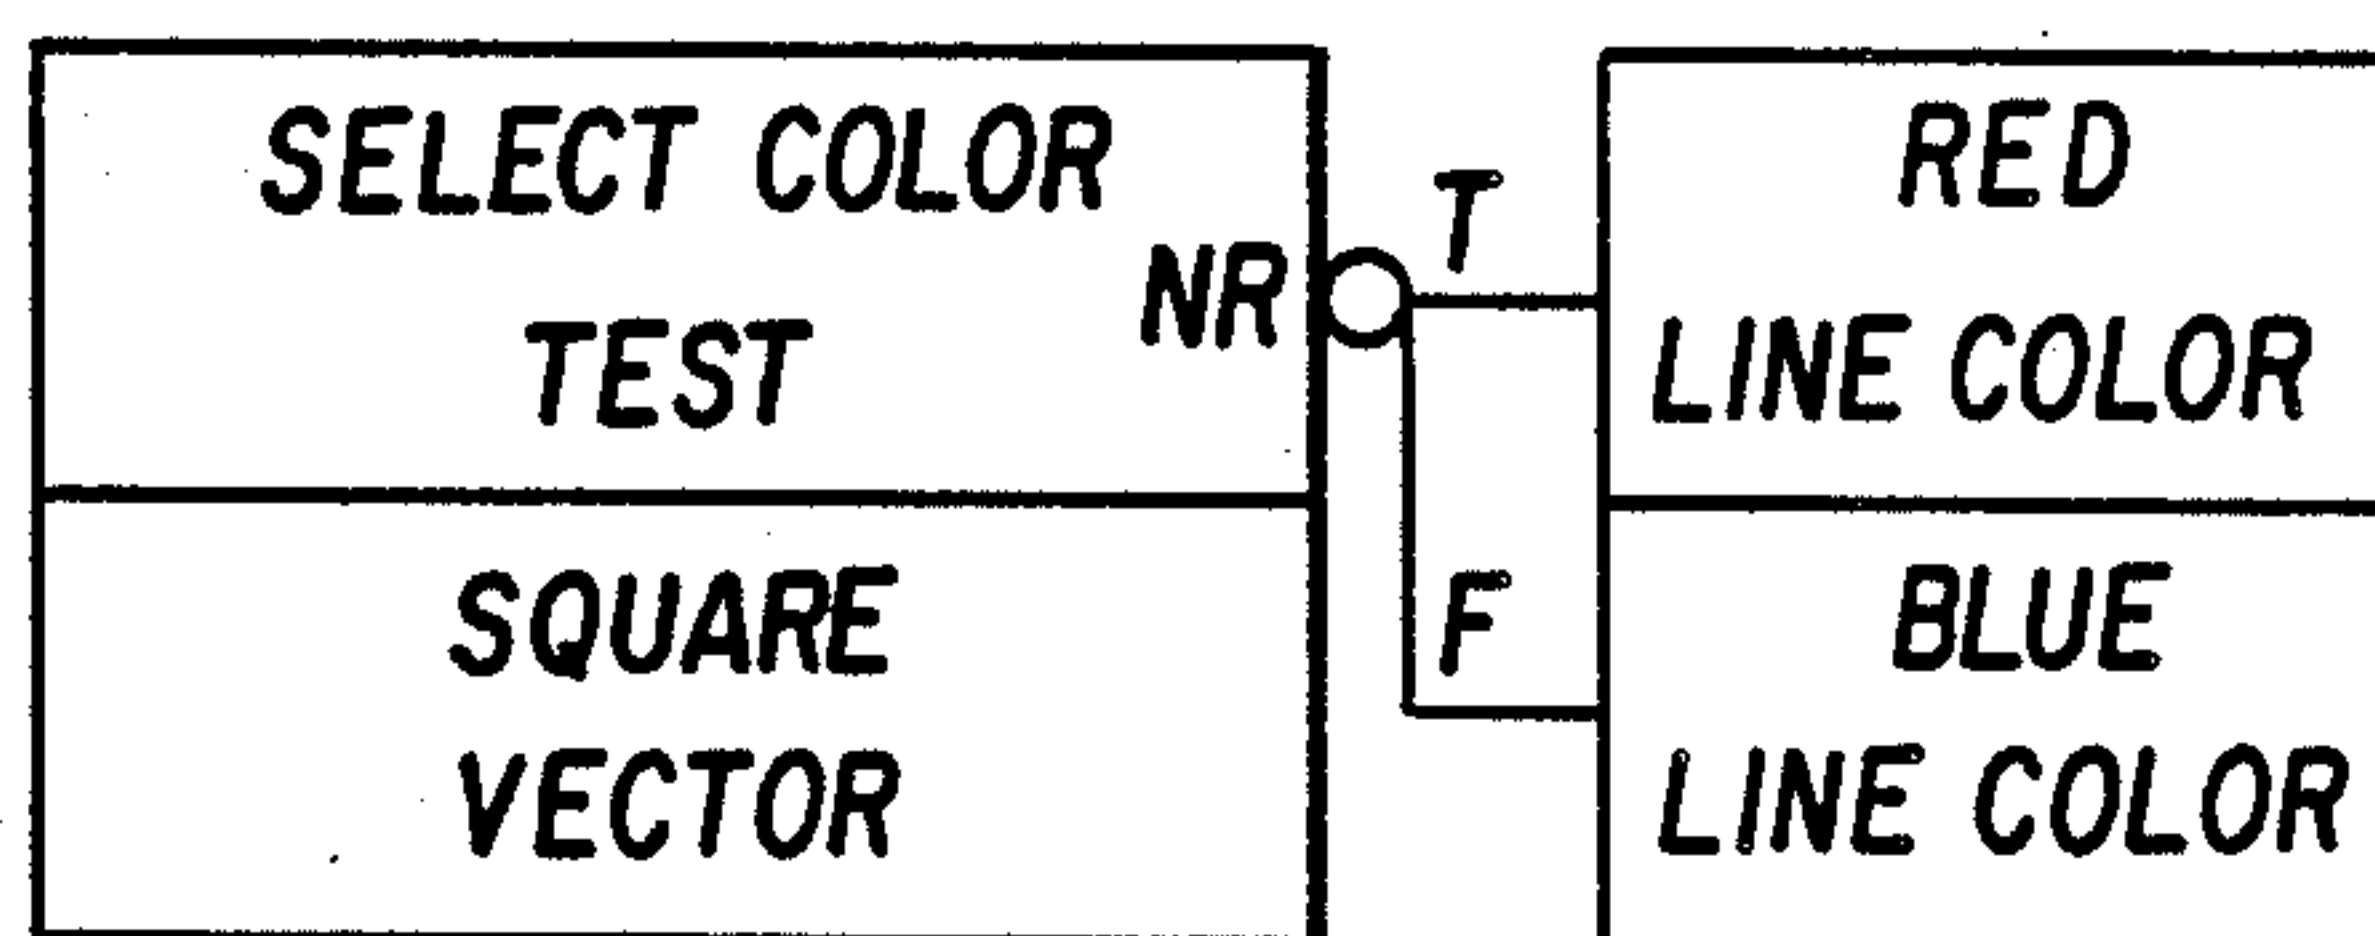 SELECT COLOR
TEST
NR
T
RED
LINE COLOR
SQUARE
VECTOR
F
BLUE
LINE COLOR